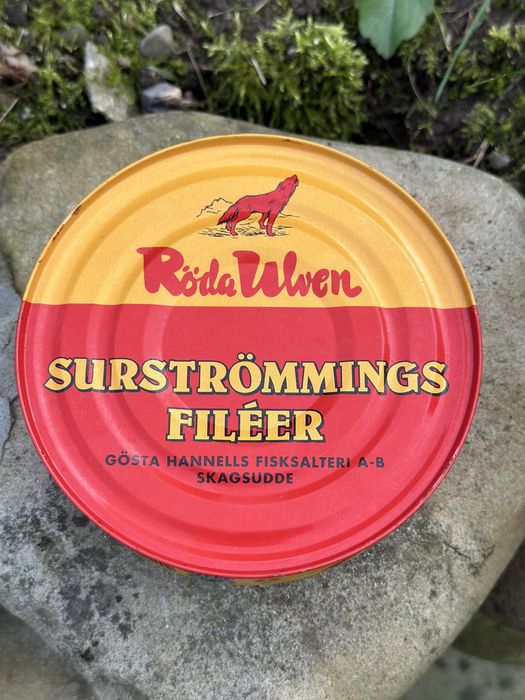 Röda Ulven
SURSTRÖMMINGS
FILÉER
GÖSTA HANNELLS FISKSALTERI A-B
SKAGSUDDE